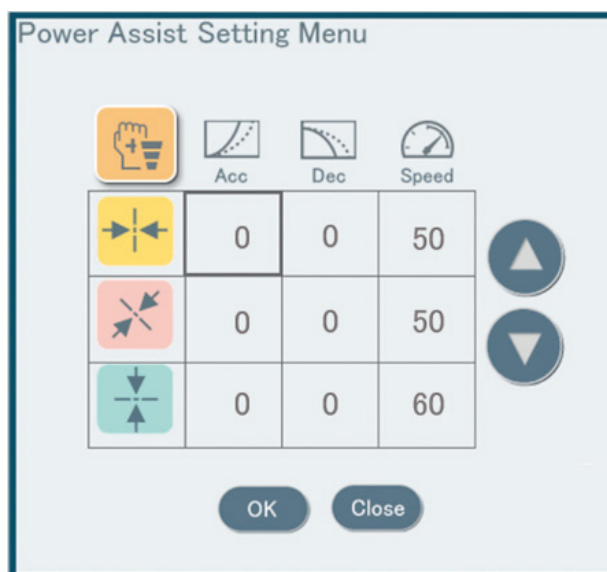 Power Assist Setting Menu
Acc Dec Speed
0 0 50
0 0 50
0 0 60
OK Close